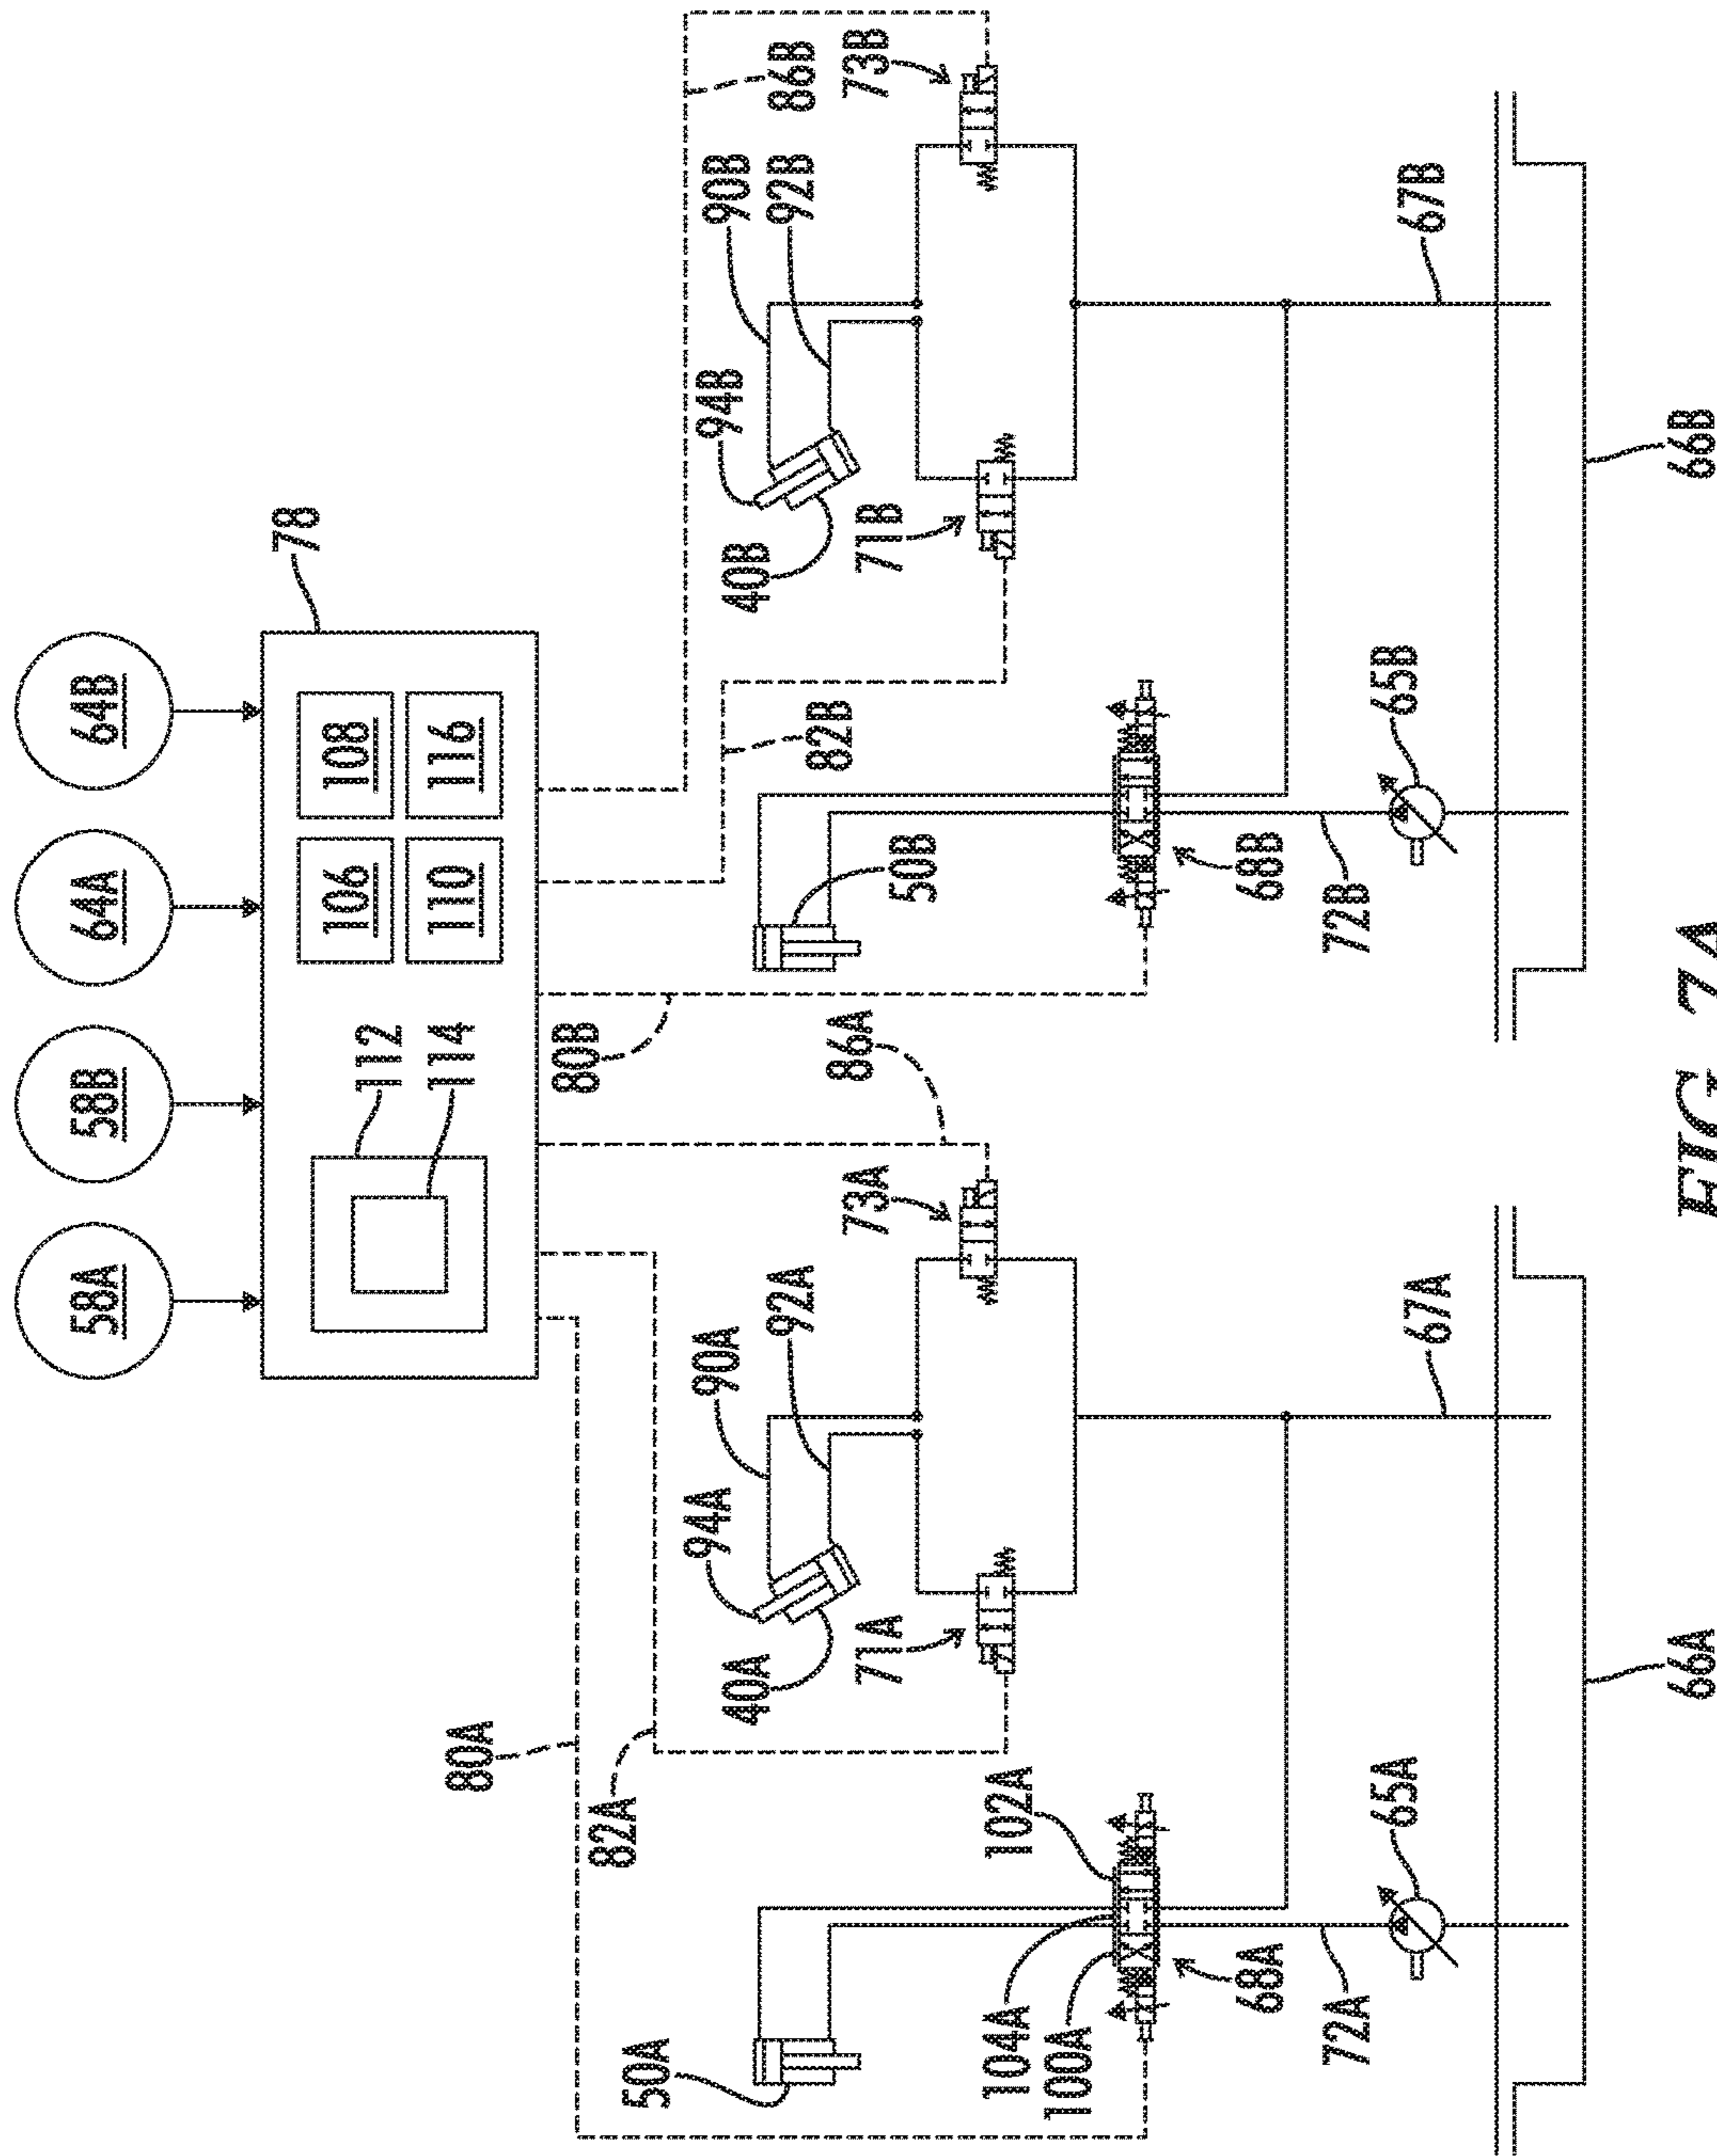 58A
58B
64A
64B
78
112
114
106
108
110
116
80A
82A
94A
90A
40A
92A
71A
73A
86A
80B
82B
94B
90B
92B
86B
40B
71B
73B
50A
104A
100A
102A
68A
72A
65A
67A
66A
50B
68B
72B
65B
67B
66B
FIG. 7A